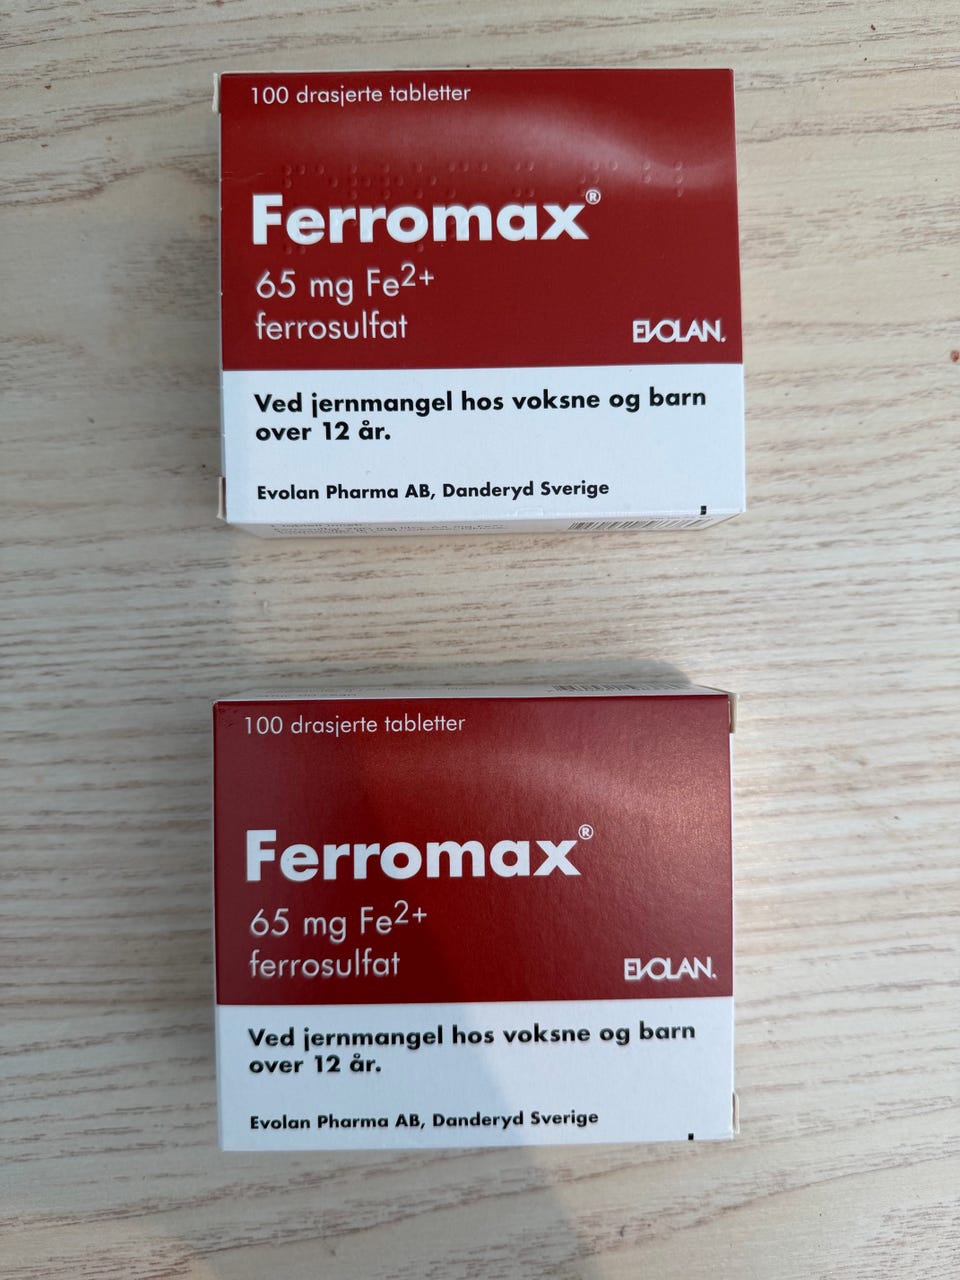 100 drasjerte tabletter
Ferromax®
65 mg Fe2+
ferrosulfat
EVOLAN.
Ved jernmangel hos voksne og barn
over 12 år.
Evolan Pharma AB, Danderyd Sverige
100 drasjerte tabletter
Ferromax®
65 mg Fe2+
ferrosulfat
EVOLAN.
Ved jernmangel hos voksne og barn
over 12 år.
Evolan Pharma AB, Danderyd Sverige